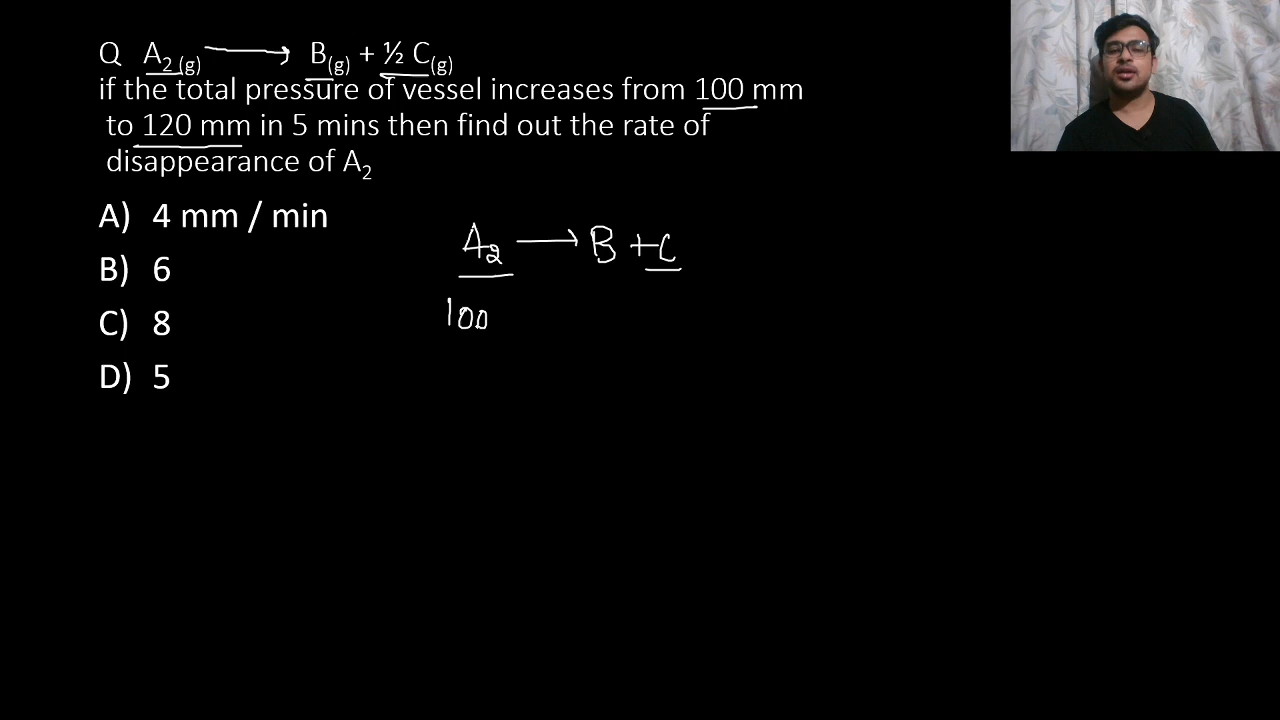 Q A₂ (g) → B(g) + ½ C(g)
if the total pressure of vessel increases from 100 mm
to 120 mm in 5 mins then find out the rate of
disappearance of A₂
A) 4 mm / min
B) 6
C) 8
D) 5
A₂ → B + C
100